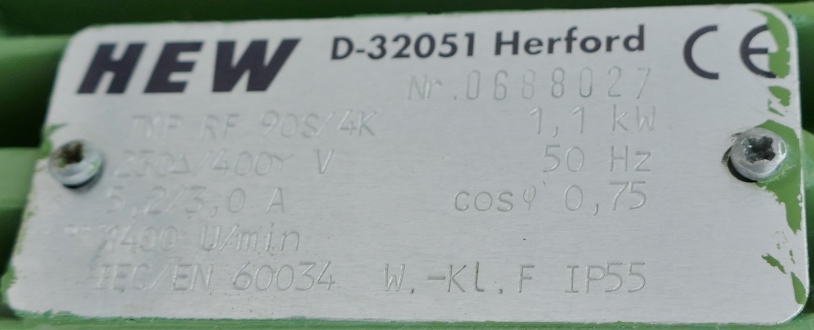 HEW D-32051 Herford CE
Nr.0688027
RF 90S/4K 1,1 kW
230Δ/400Y V 50 Hz
5,2/3,0 A cosφ 0,75
1400 U/min
IEC/EN 60034 W.-Kl.F IP55